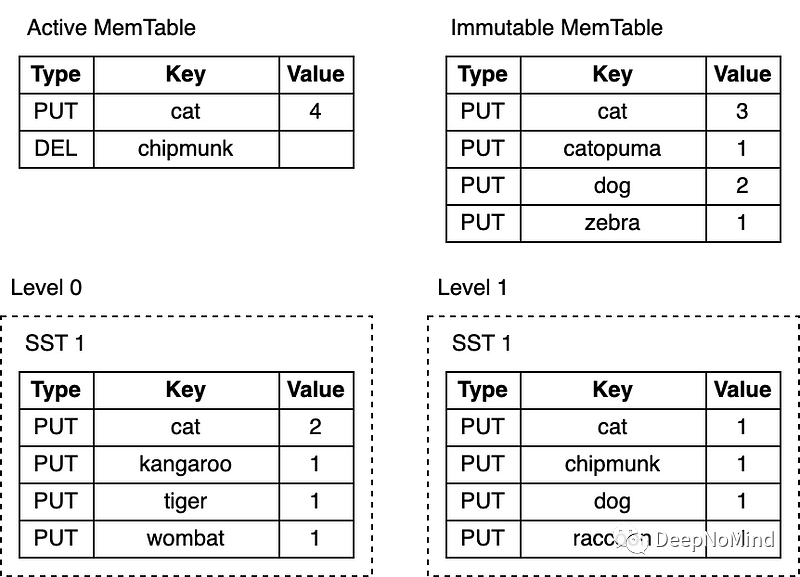 Active MemTable
Type Key Value
PUT cat 4
DEL chipmunk
Immutable MemTable
Type Key Value
PUT cat 3
PUT catopuma 1
PUT dog 2
PUT zebra 1
Level 0
SST 1
Type Key Value
PUT cat 2
PUT kangaroo 1
PUT tiger 1
PUT wombat 1
Level 1
SST 1
Type Key Value
PUT cat 1
PUT chipmunk 1
PUT dog 1
PUT
DeepNoMind